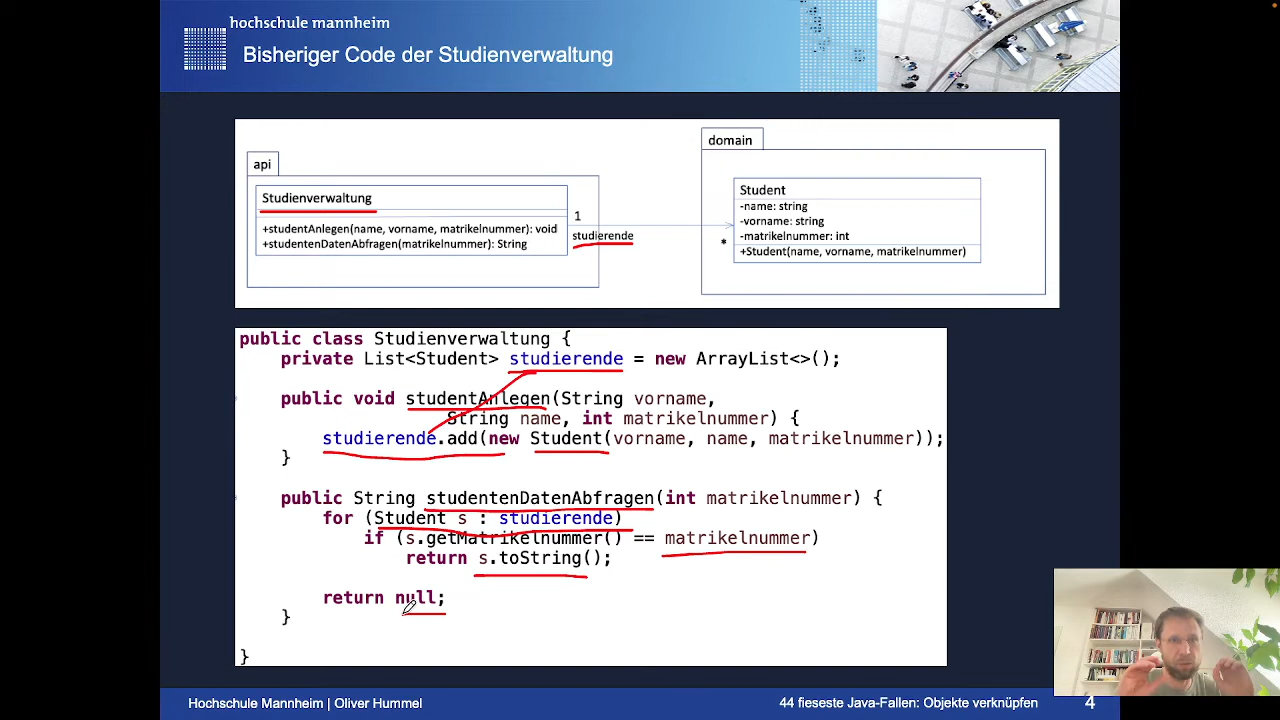 hochschule mannheim
Bisheriger Code der Studienverwaltung
api
Studienverwaltung
+studentAnlegen(name, vorname, matrikelnummer): void
+studentenDatenAbfragen(matrikelnummer): String
1
studierende
*
domain
Student
-name: string
-vorname: string
-matrikelnummer: int
+Student(name, vorname, matrikelnummer)
public class Studienverwaltung {
private List<Student> studierende = new ArrayList<>();
public void studentAnlegen(String vorname,
String name, int matrikelnummer) {
studierende.add(new Student(vorname, name, matrikelnummer));
}
public String studentenDatenAbfragen(int matrikelnummer) {
for (Student s : studierende)
if (s.getMatrikelnummer() == matrikelnummer)
return s.toString();
return null;
}
}
Hochschule Mannheim | Oliver Hummel
44 fieseste Java-Fallen: Objekte verknüpfen
4